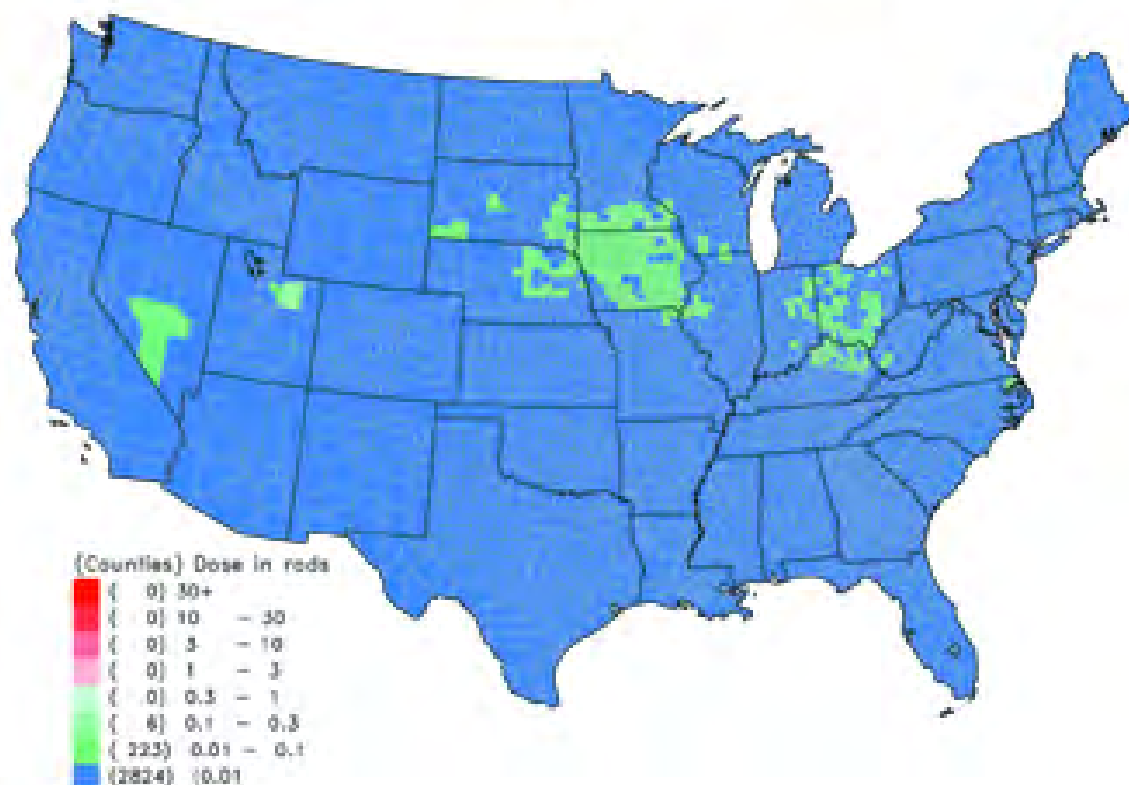 (Counties) Dose in rads
( 0) 30+
( 0) 10 - 30
( 0) 3 - 10
( 0) 1 - 3
( 0) 0.3 - 1
( 6) 0.1 - 0.3
( 223) 0.01 - 0.1
(2824) (0.01